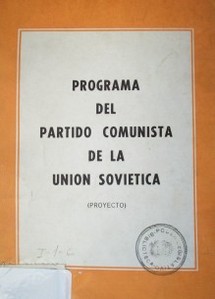 PROGRAMA
DEL
PARTIDO COMUNISTA
DE LA
UNION SOVIETICA
(PROYECTO)